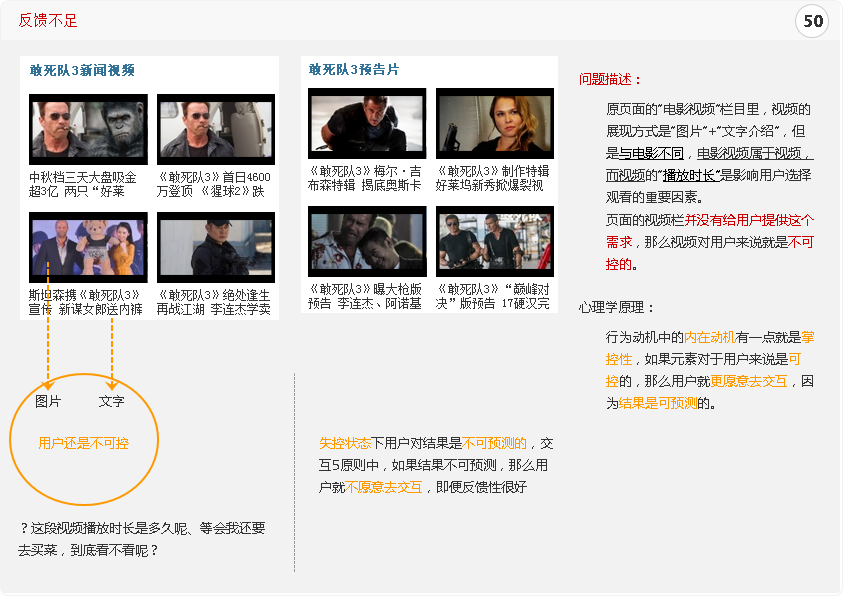 反馈不足
50
敢死队3新闻视频
中秋档三天大盘吸金
超3亿 两只“好莱
《敢死队3》首日4600
万登顶 《猩球2》跌
斯坦森携《敢死队3》
宣传 新谋女郎送内裤
《敢死队3》绝处逢生
再战江湖 李连杰学卖
敢死队3预告片
《敢死队3》梅尔·吉
布森特辑 揭底奥斯卡
《敢死队3》制作特辑
好莱坞新秀掀爆裂视
《敢死队3》曝大枪版
预告 李连杰、阿诺基
《敢死队3》“巅峰对
决”版预告 17硬汉完
图片
文字
用户还是不可控
？这段视频播放时长是多久呢、等会我还要
去买菜，到底看不看呢？
失控状态下用户对结果是不可预测的，交
互5原则中，如果结果不可预测，那么用
户就不愿意去交互，即便反馈性很好
问题描述：
原页面的“电影视频”栏目里，视频的
展现方式是“图片”+“文字介绍”，但
是与电影不同，电影视频属于视频，
而视频的“播放时长”是影响用户选择
观看的重要因素。
页面的视频栏并没有给用户提供这个
需求，那么视频对用户来说就是不可
控的。
心理学原理：
行为动机中的内在动机有一点就是掌
控性，如果元素对于用户来说是可
控的，那么用户就更愿意去交互，因
为结果是可预测的。